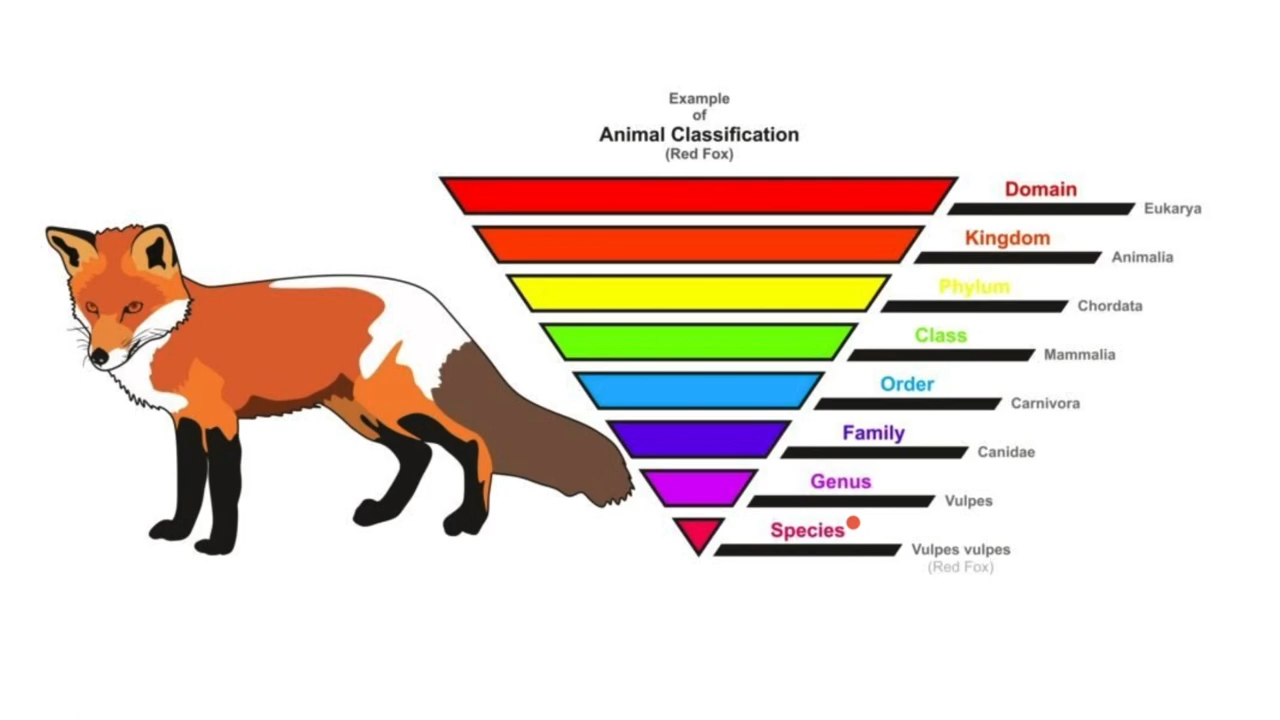 Example
of
Animal Classification
(Red Fox)
Domain
Eukarya
Kingdom
Animalia
Phylum
Chordata
Class
Mammalia
Order
Carnivora
Family
Canidae
Genus
Vulpes
Species
Vulpes vulpes
(Red Fox)